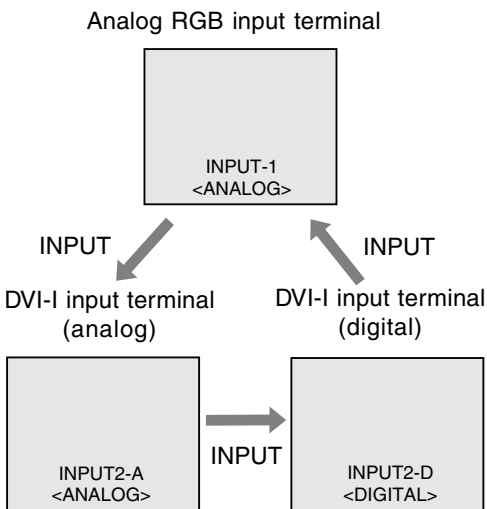 Analog RGB input terminal
INPUT-1
<ANALOG>
INPUT
INPUT
DVI-I input terminal
(analog)
DVI-I input terminal
(digital)
INPUT
INPUT2-A
<ANALOG>
INPUT2-D
<DIGITAL>